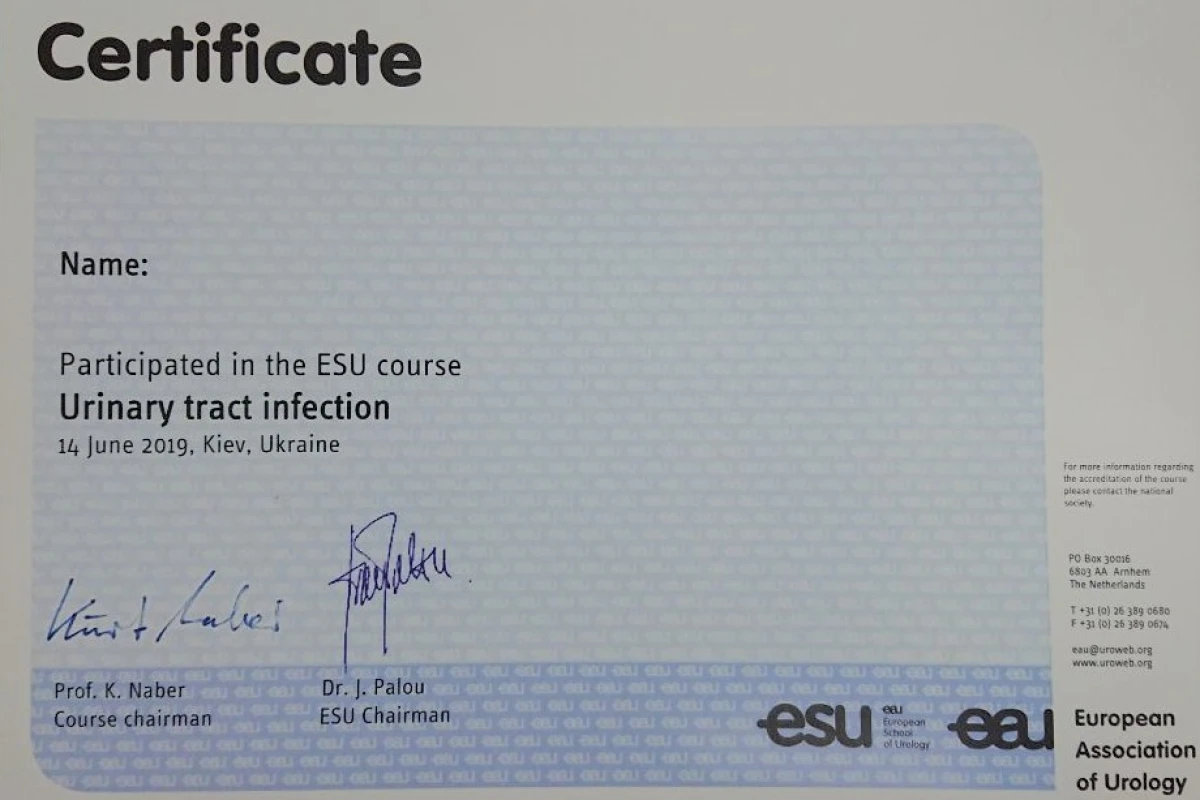 Certificate
Name:
Participated in the ESU course
Urinary tract infection
14 June 2019, Kiev, Ukraine
Kurt Naber
Prof. K. Naber
Course chairman
Dr. J. Palou
ESU Chairman
esu
eau
European
School
of Urology
eau
For more information regarding
the accreditation of the course
please contact the national
society.
PO Box 30016
6803 AA Arnhem
The Netherlands
T +31 (0) 26 389 0680
F +31 (0) 26 389 0674
eau@uroweb.org
www.uroweb.org
European
Association
of Urology